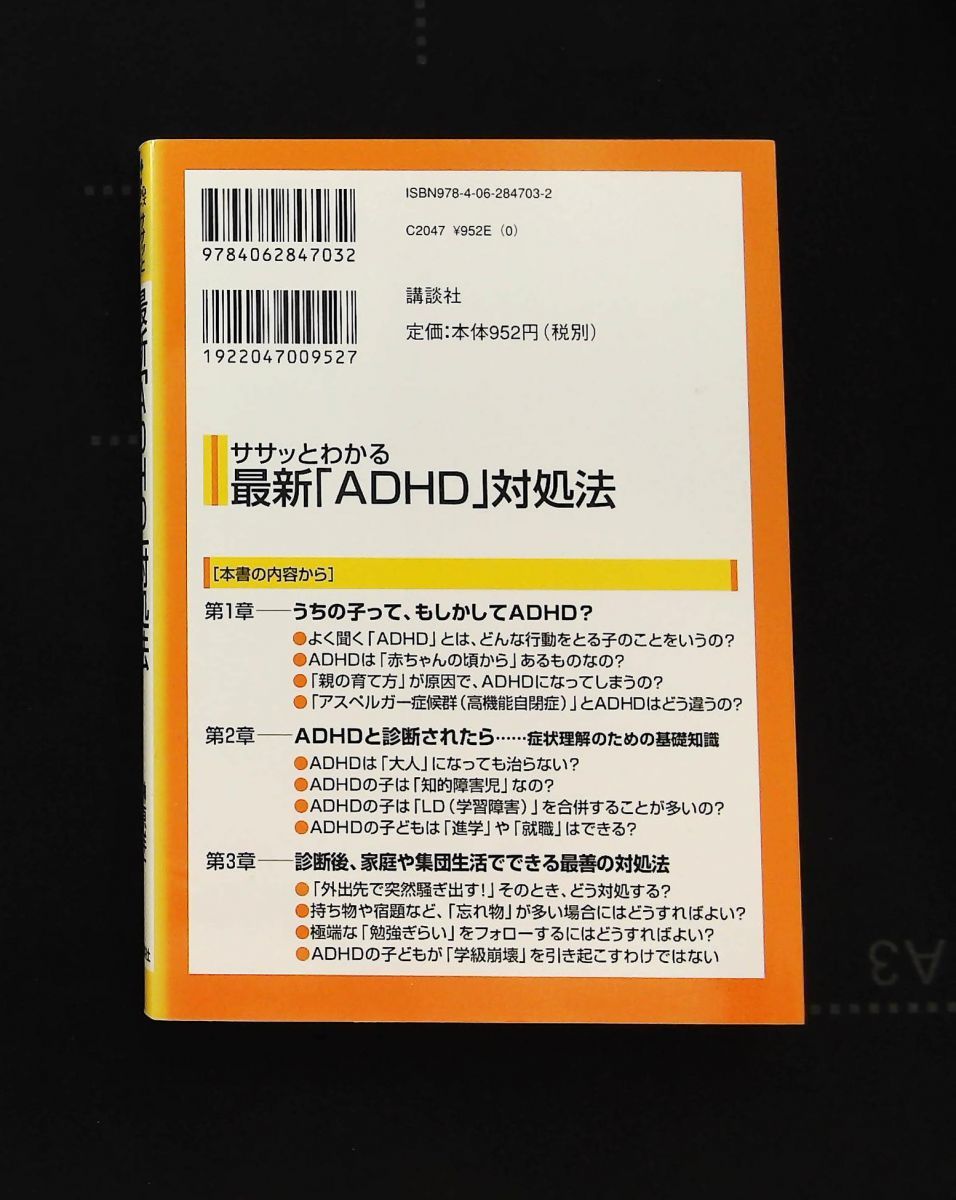 ISBN978-4-06-284703-2
C2047 ¥952E (0)
9784062847032
講談社
定価:本体952円(税別)
1922047009527
ササッとわかる
最新「ADHD」対処法
[本書の内容から]
第1章――うちの子って、もしかしてADHD?
●よく聞く「ADHD」とは、どんな行動をとる子のことをいうの?
●ADHDは「赤ちゃんの頃から」あるものなの?
●「親の育て方」が原因で、ADHDになってしまうの?
●「アスペルガー症候群(高機能自閉症)」とADHDはどう違うの?
第2章――ADHDと診断されたら……症状理解のための基礎知識
●ADHDは「大人」になっても治らない?
●ADHDの子は「知的障害児」なの?
●ADHDの子は「LD(学習障害)」を合併することが多いの?
●ADHDの子どもは「進学」や「就職」はできる?
第3章――診断後、家庭や集団生活でできる最善の対処法
●「外出先で突然騒ぎ出す!」そのとき、どう対処する?
●持ち物や宿題など、「忘れ物」が多い場合にはどうすればよい?
●極端な「勉強ぎらい」をフォローするにはどうすればよい?
●ADHDの子どもが「学級崩壊」を引き起こすわけではない
最新「ADHD」対処法
A3